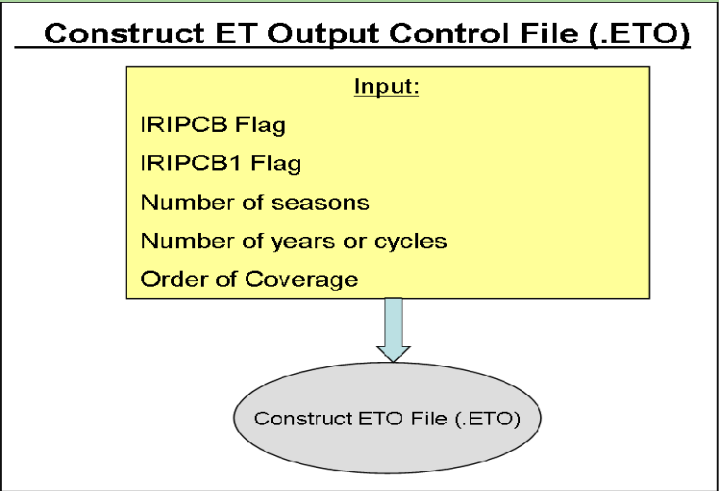 Construct ET Output Control File (.ETO)
Input:
IRIPCB Flag
IRIPCB1 Flag
Number of seasons
Number of years or cycles
Order of Coverage
Construct ETO File (.ETO)